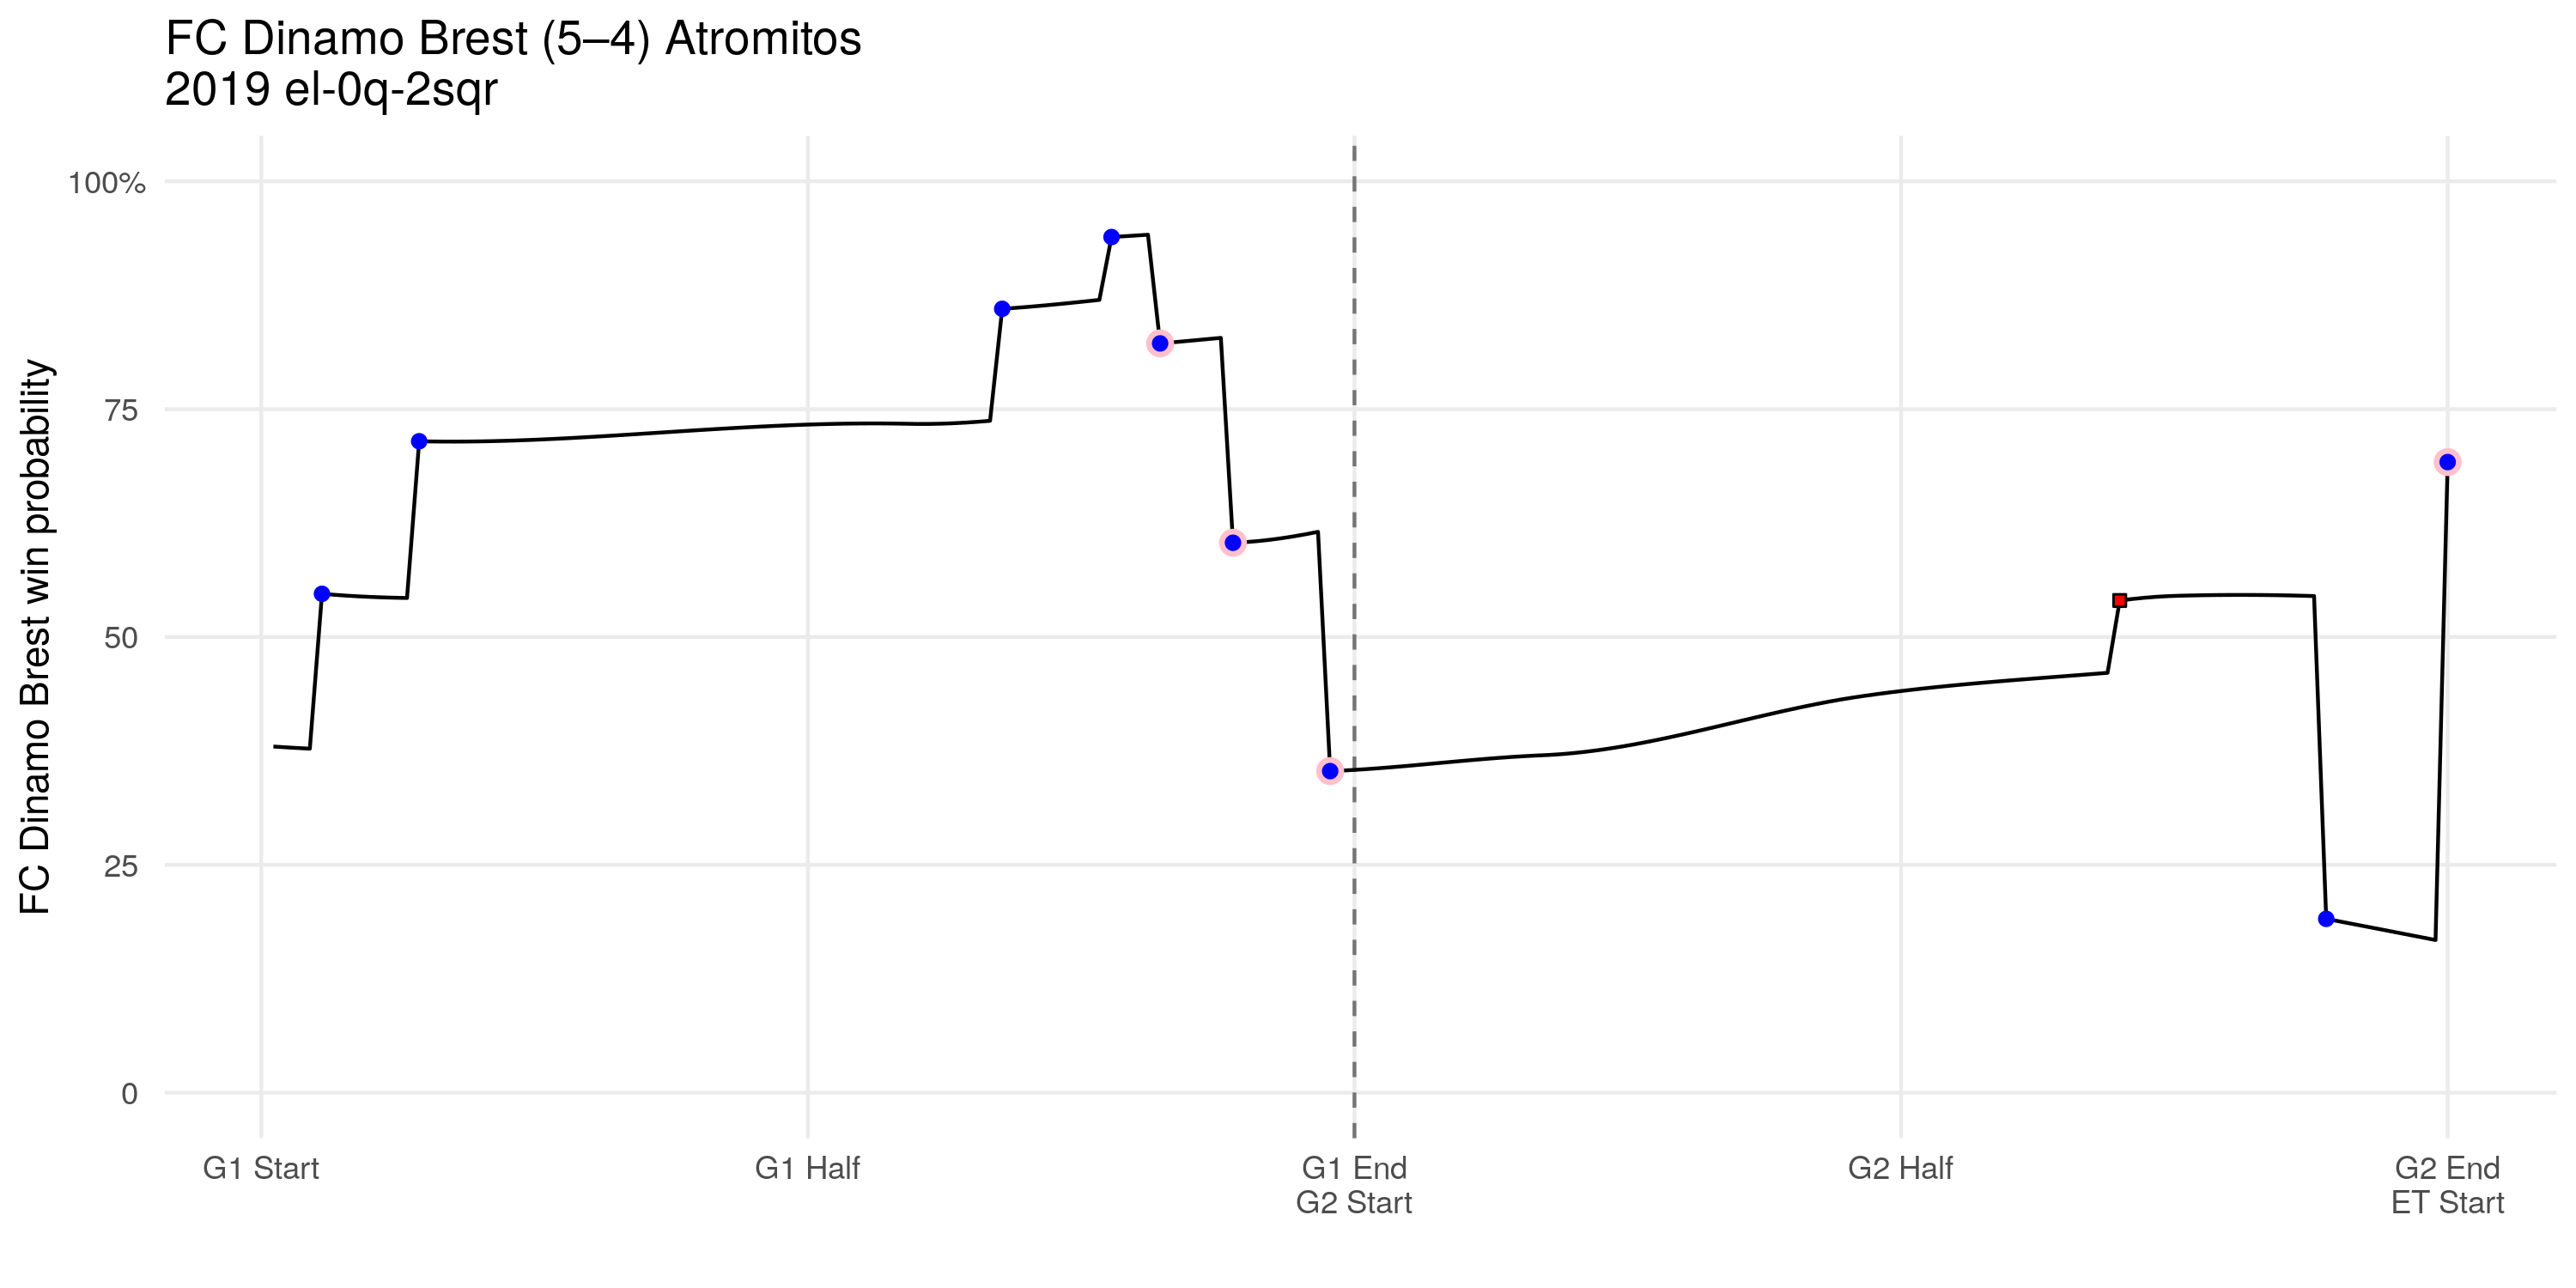 FC Dinamo Brest (5–4) Atromitos
2019 el-0q-2sqr
FC Dinamo Brest win probability
100%
75
50
25
0
G1 Start
G1 Half
G1 End
G2 Start
G2 Half
G2 End
ET Start